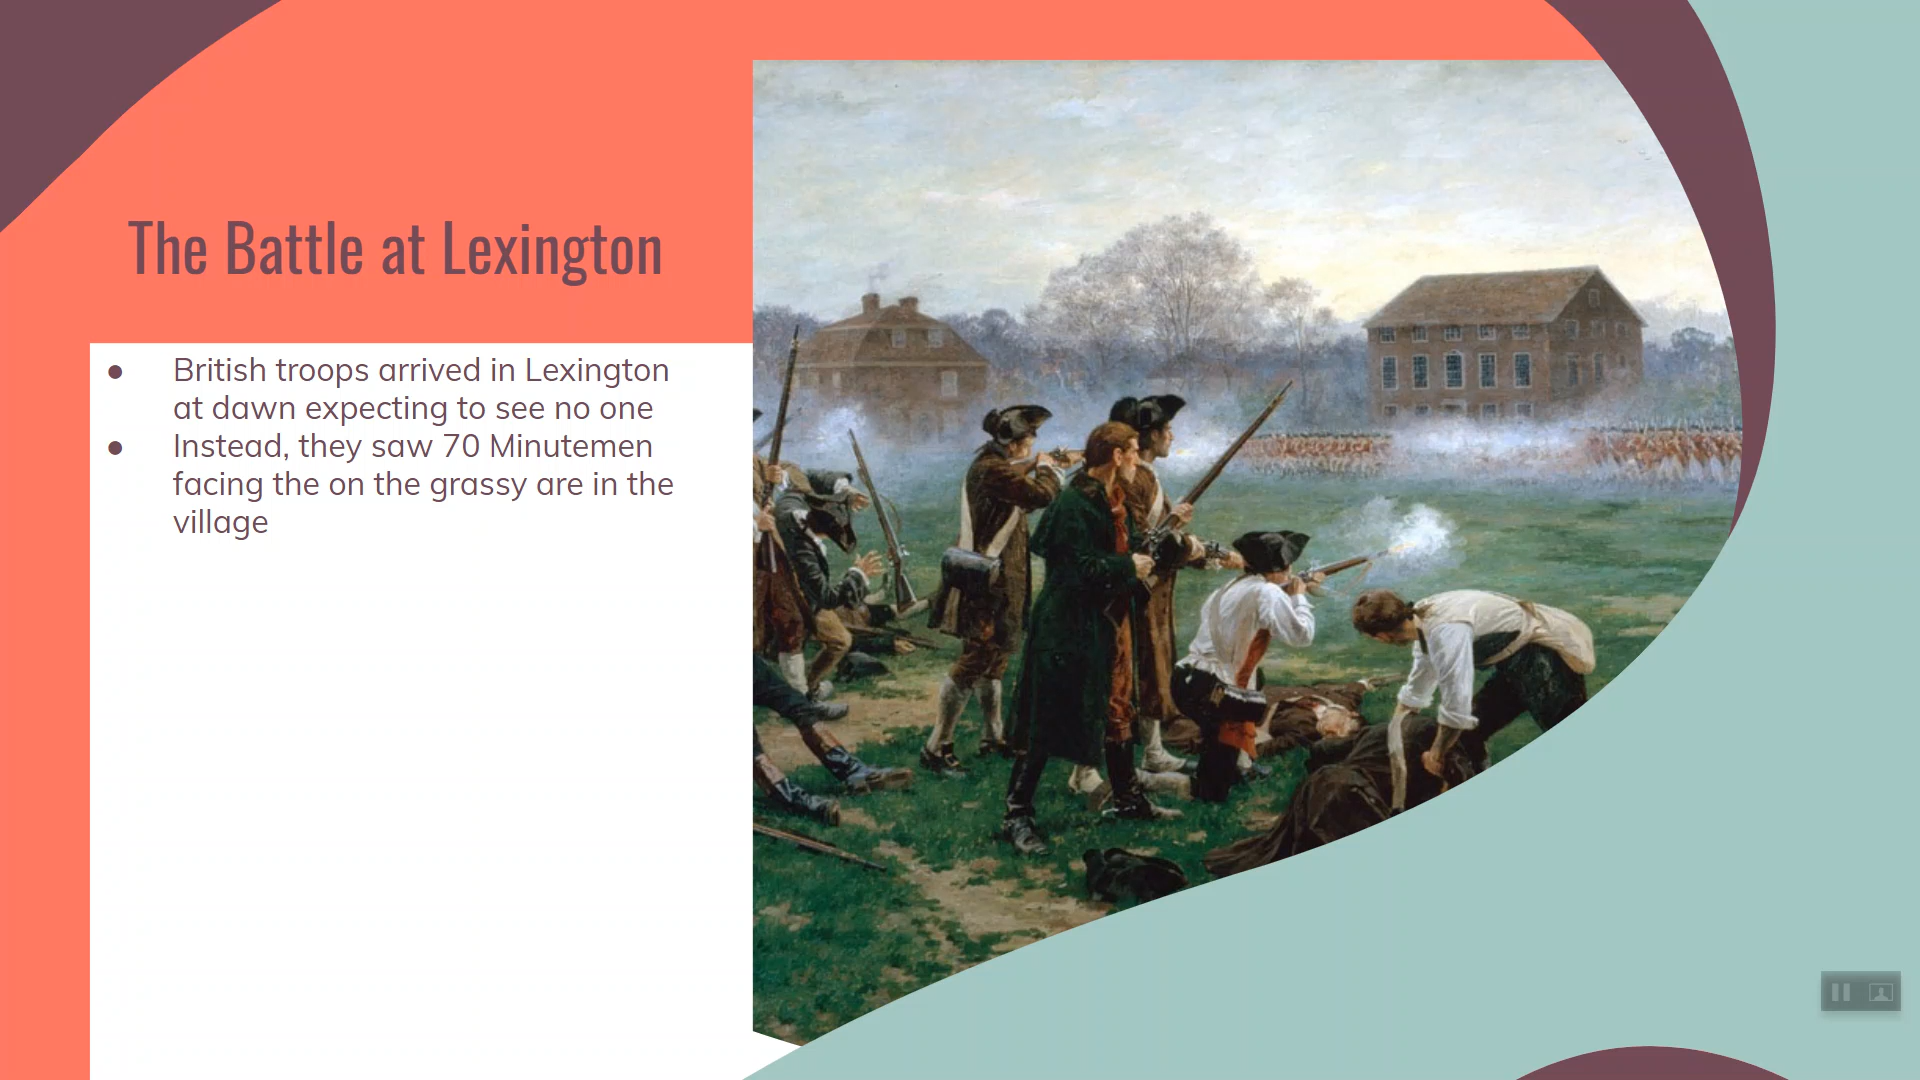 The Battle at Lexington
● British troops arrived in Lexington
at dawn expecting to see no one
● Instead, they saw 70 Minutemen
facing the on the grassy are in the
village